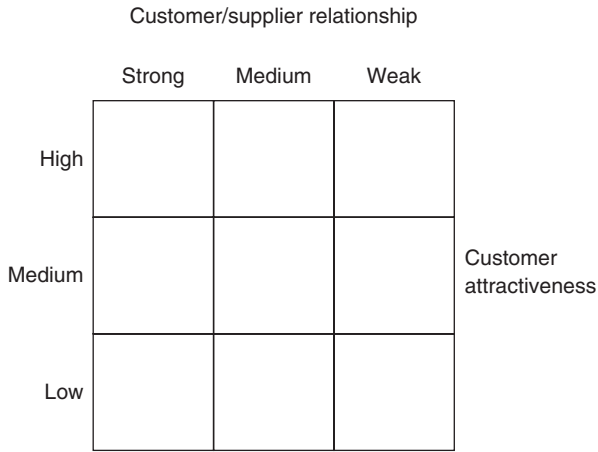 Customer/supplier relationship
Strong Medium Weak
High
Medium
Customer
attractiveness
Low